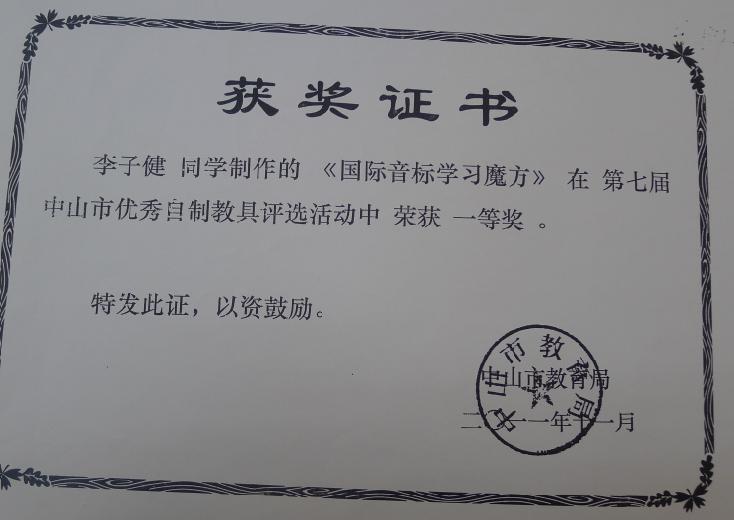 获奖证书
李子健 同学制作的 《国际音标学习魔方》 在 第七届
中山市优秀自制教具评选活动中 荣获 一等奖 。
特发此证，以资鼓励。
中山市教育局
中山市教育局
二〇一一年十一月